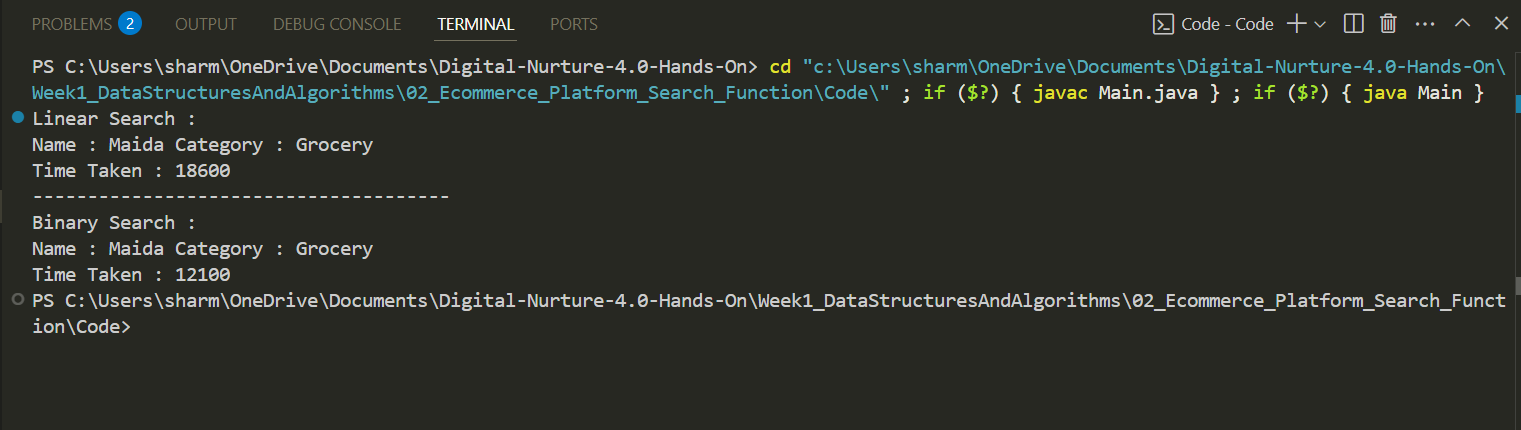 PROBLEMS 2 OUTPUT DEBUG CONSOLE TERMINAL PORTS Code - Code
PS C:\Users\sharm\OneDrive\Documents\Digital-Nurture-4.0-Hands-On> cd "c:\Users\sharm\OneDrive\Documents\Digital-Nurture-4.0-Hands-On\
Week1_DataStructuresAndAlgorithms\02_Ecommerce_Platform_Search_Function\Code\" ; if ($?) { javac Main.java } ; if ($?) { java Main }
Linear Search :
Name : Maida Category : Grocery
Time Taken : 18600
--------------------------------------
Binary Search :
Name : Maida Category : Grocery
Time Taken : 12100
PS C:\Users\sharm\OneDrive\Documents\Digital-Nurture-4.0-Hands-On\Week1_DataStructuresAndAlgorithms\02_Ecommerce_Platform_Search_Funct
ion\Code>